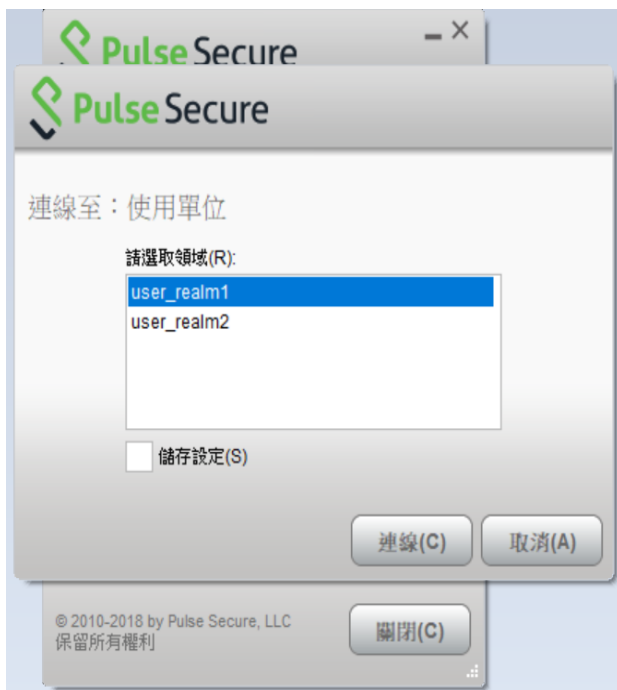 Pulse Secure
Pulse Secure
連線至：使用單位
請選取領域(R):
user_realm1
user_realm2
儲存設定(S)
連線(C)
取消(A)
© 2010-2018 by Pulse Secure, LLC
保留所有權利
關閉(C)